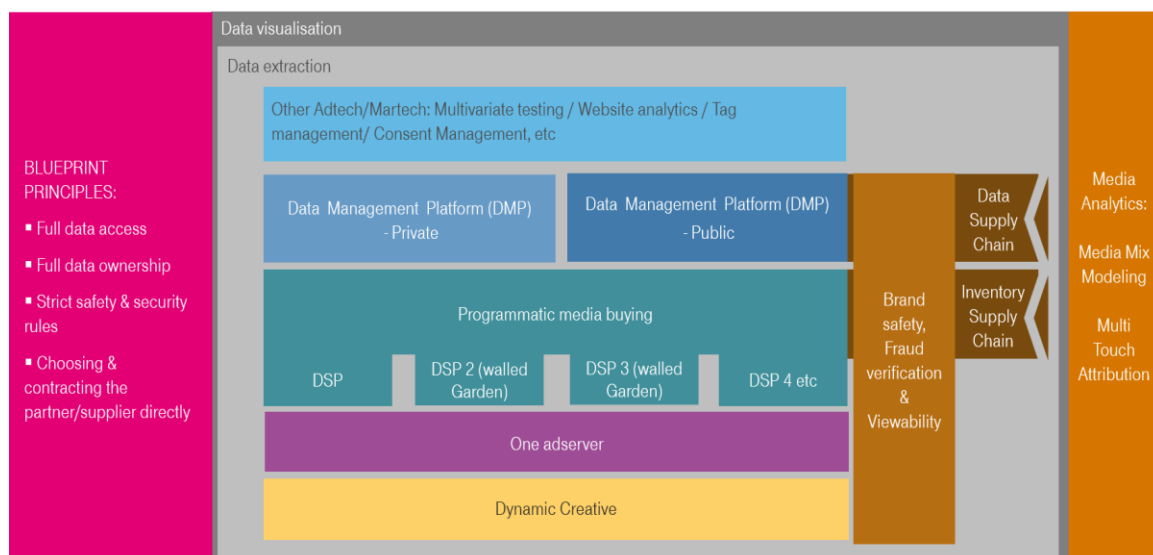 Data visualisation
Data extraction
BLUEPRINT
PRINCIPLES:
▪ Full data access
▪ Full data ownership
▪ Strict safety & security
rules
▪ Choosing &
contracting the
partner/supplier directly
Other Adtech/Martech: Multivariate testing / Website analytics / Tag
management/ Consent Management, etc
Data Management Platform (DMP)
- Private
Data Management Platform (DMP)
- Public
Programmatic media buying
DSP
DSP 2 (walled
Garden)
DSP 3 (walled
Garden)
DSP 4 etc
One adserver
Dynamic Creative
Brand
safety,
Fraud
verification
&
Viewability
Data
Supply
Chain
Inventory
Supply
Chain
Media
Analytics:
Media Mix
Modeling
Multi
Touch
Attribution